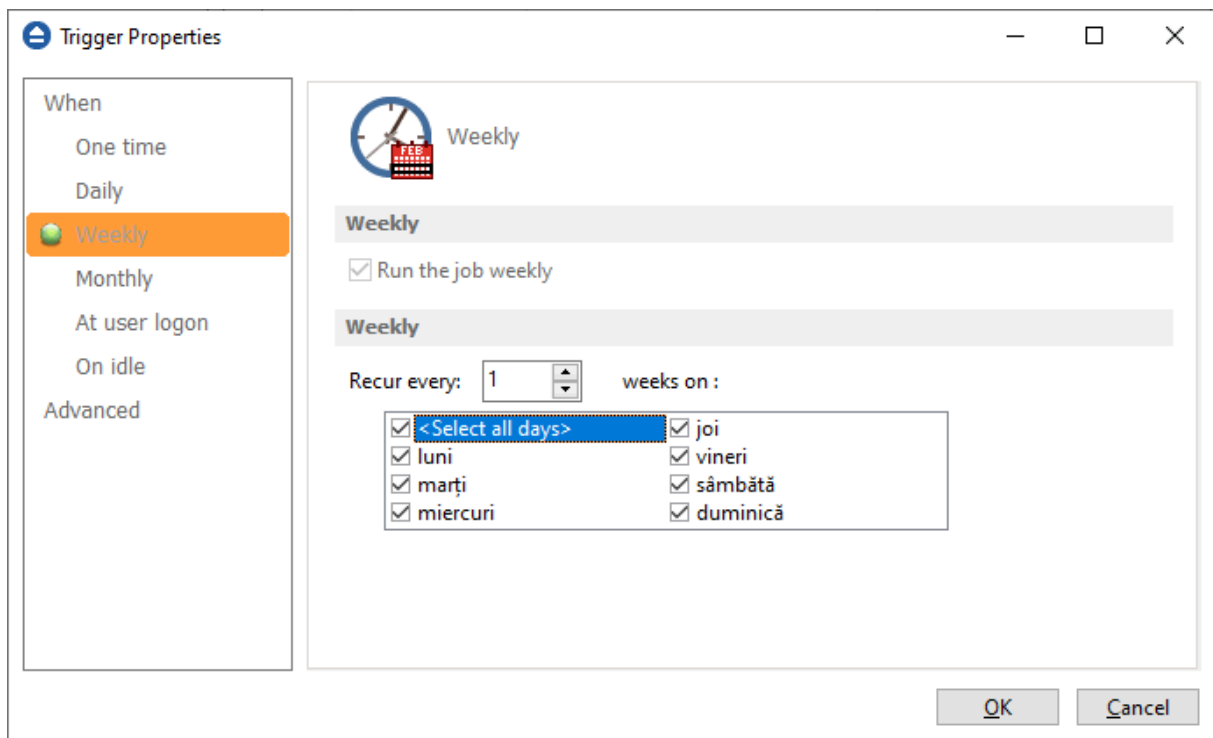 Trigger Properties
When
One time
Daily
Weekly
Monthly
At user logon
On idle
Advanced
FEB
Weekly
Weekly
Run the job weekly
Weekly
Recur every: 1 weeks on :
<Select all days> joi
luni vineri
marți sâmbătă
miercuri duminică
OK Cancel